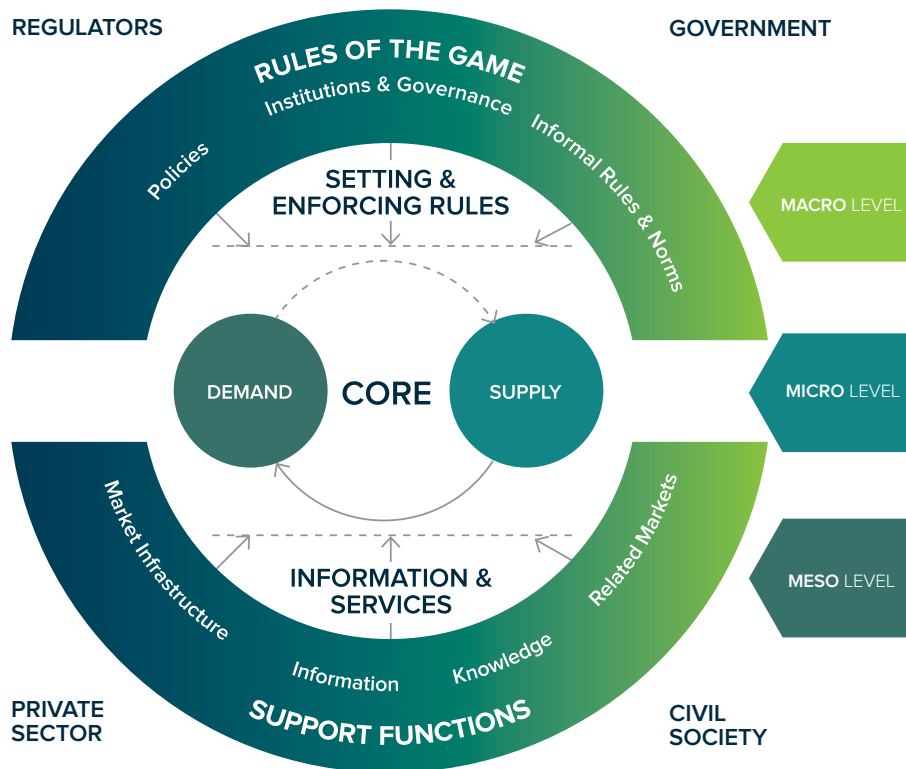 REGULATORS
GOVERNMENT
RULES OF THE GAME
Institutions & Governance
Policies
Informal Rules & Norms
SETTING &
ENFORCING RULES
MACRO LEVEL
DEMAND
CORE
SUPPLY
MICRO LEVEL
Market Infrastructure
Related Markets
INFORMATION &
SERVICES
MESO LEVEL
Information
Knowledge
SUPPORT FUNCTIONS
PRIVATE
SECTOR
CIVIL
SOCIETY